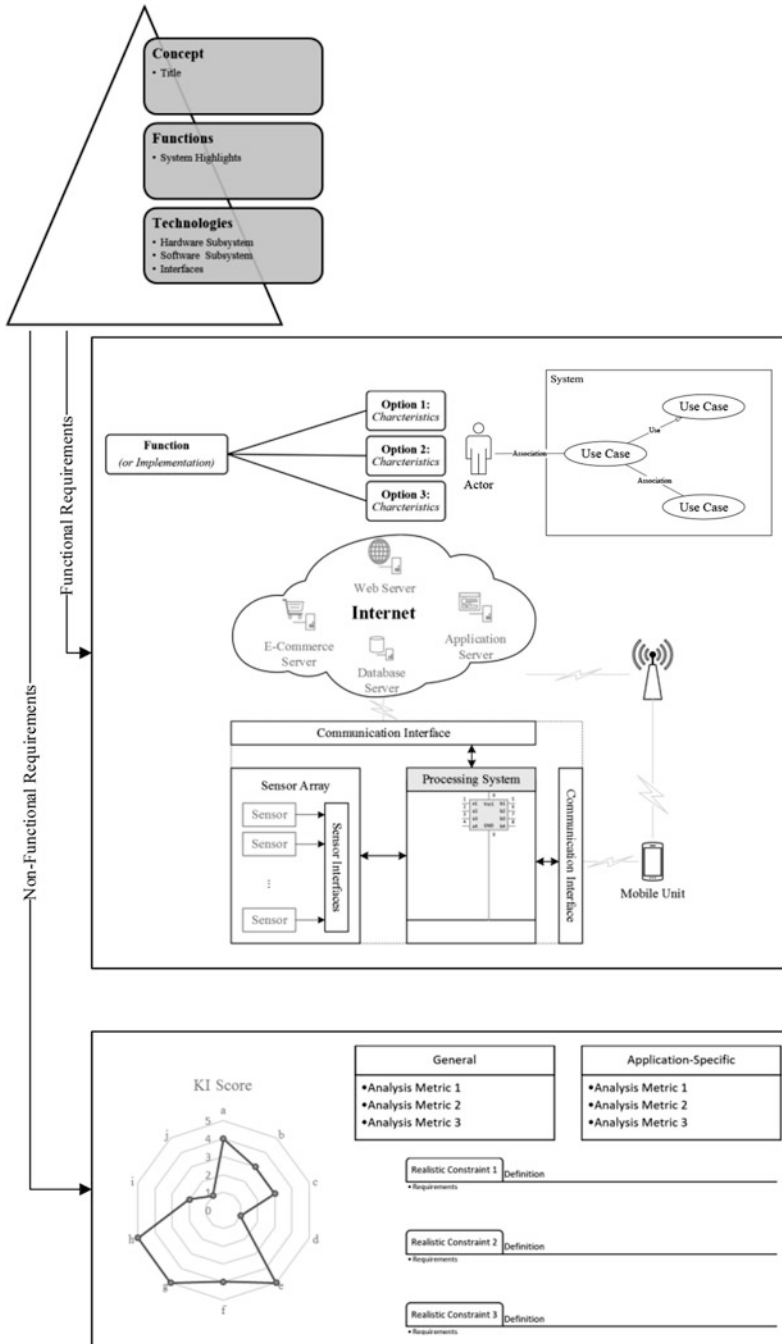 Concept
• Title
Functions
• System Highlights
Technologies
• Hardware Subsystem
• Software Subsystem
• Interfaces
Functional Requirements
Non-Functional Requirements
Function
(or Implementation)
Option 1:
Charcteristics
Option 2:
Charcteristics
Option 3:
Charcteristics
Actor
System
Association
Use Case
Use
Use Case
Association
Use Case
Web Server
Internet
E-Commerce
Server
Application
Server
Database
Server
Communication Interface
Sensor Array
Sensor
Sensor
...
Sensor
Sensor Interfaces
Processing System
Communication Interface
Mobile Unit
KI Score
a
b
c
d
e
f
g
h
i
j
5
4
3
2
1
0
General
•Analysis Metric 1
•Analysis Metric 2
•Analysis Metric 3
Application-Specific
•Analysis Metric 1
•Analysis Metric 2
•Analysis Metric 3
Realistic Constraint 1 Definition
• Requirements
Realistic Constraint 2 Definition
• Requirements
Realistic Constraint 3 Definition
• Requirements